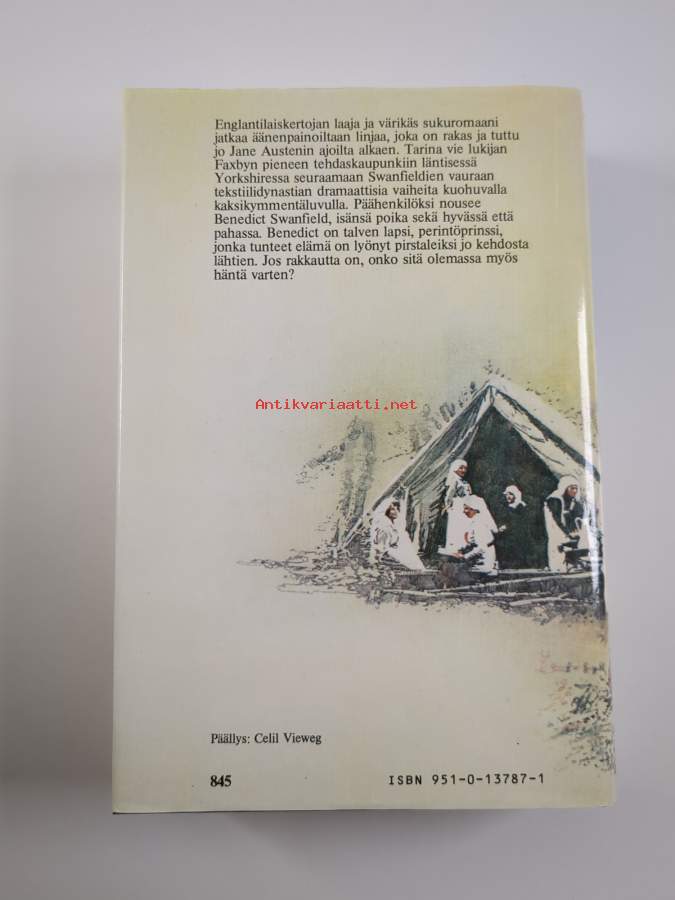 Englantilaiskertojan laaja ja värikäs sukuromaani
jatkaa äänenpainoiltaan linjaa, joka on rakas ja tuttu
jo Jane Austenin ajoilta alkaen. Tarina vie lukijan
Faxbyn pieneen tehdaskaupunkiin läntisessä
Yorkshiressa seuraamaan Swanfieldien vauraan
tekstiilidynastian dramaattisia vaiheita kuohuvalla
kaksikymmentäluvulla. Päähenkilöksi nousee
Benedict Swanfield, isänsä poika sekä hyvässä että
pahassa. Benedict on talven lapsi, perintöprinssi,
jonka tunteet elämä on lyönyt pirstaleiksi jo kehdosta
lähtien. Jos rakkautta on, onko sitä olemassa myös
häntä varten?
Antikvariaatti.net
Päällys: Celil Vieweg
845 ISBN 951-0-13787-1